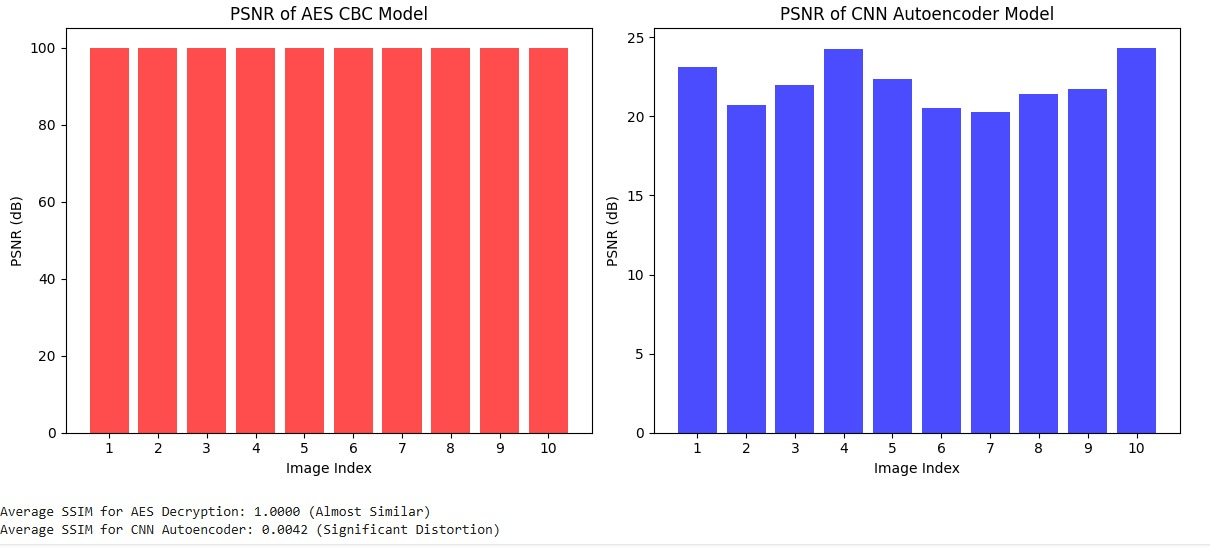 PSNR of AES CBC Model
PSNR (dB)
100
80
60
40
20
0
1 2 3 4 5 6 7 8 9 10
Image Index
PSNR of CNN Autoencoder Model
PSNR (dB)
25
20
15
10
5
0
1 2 3 4 5 6 7 8 9 10
Image Index
Average SSIM for AES Decryption: 1.0000 (Almost Similar)
Average SSIM for CNN Autoencoder: 0.0042 (Significant Distortion)